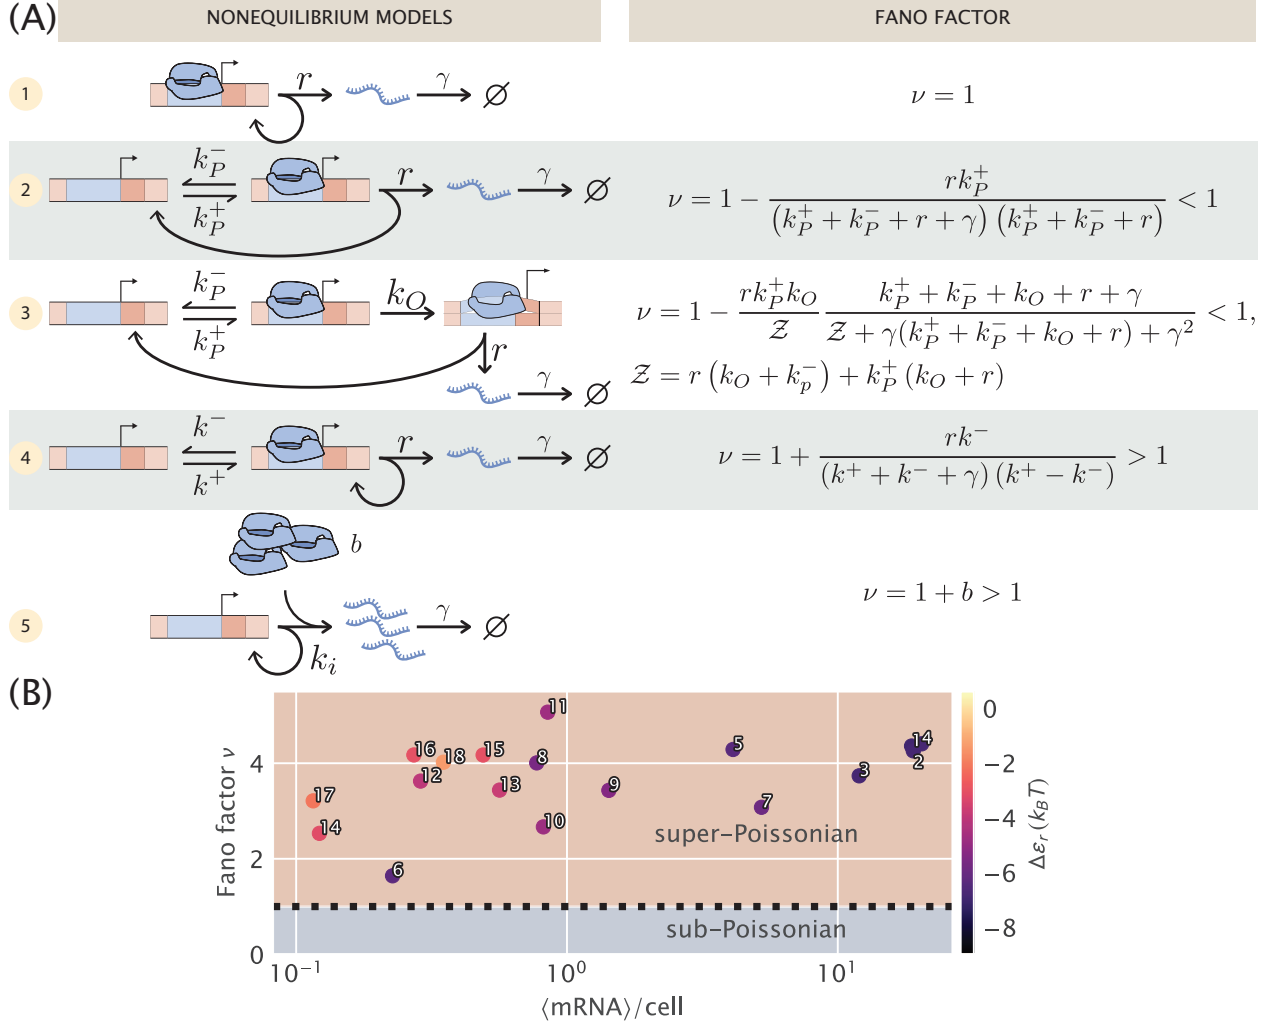 (A)
NONEQUILIBRIUM MODELS
FANO FACTOR
1
r
γ
∅
ν = 1
2
k_P^-
k_P^+
r
γ
∅
ν = 1 − \frac{rk_P^+}{(k_P^+ + k_P^- + r + γ)(k_P^+ + k_P^- + r)} < 1
3
k_P^-
k_P^+
k_O
r
γ
∅
ν = 1 − \frac{rk_P^+k_O}{𝒵} \frac{k_P^+ + k_P^- + k_O + r + γ}{𝒵 + γ(k_P^+ + k_P^- + k_O + r) + γ^2} < 1,
𝒵 = r(k_O + k_p^-) + k_P^+(k_O + r)
4
k^-
k^+
r
γ
∅
ν = 1 + \frac{rk^-}{(k^+ + k^- + γ)(k^+ − k^-)} > 1
5
b
k_i
γ
∅
ν = 1 + b > 1
(B)
Fano factor ν
4
2
0
11
16
18
15
8
12
13
9
17
14
10
6
5
7
3
14
2
super-Poissonian
sub-Poissonian
10^{-1}
10^0
10^1
⟨mRNA⟩/cell
0
−2
−4
−6
−8
Δε_r (k_BT)